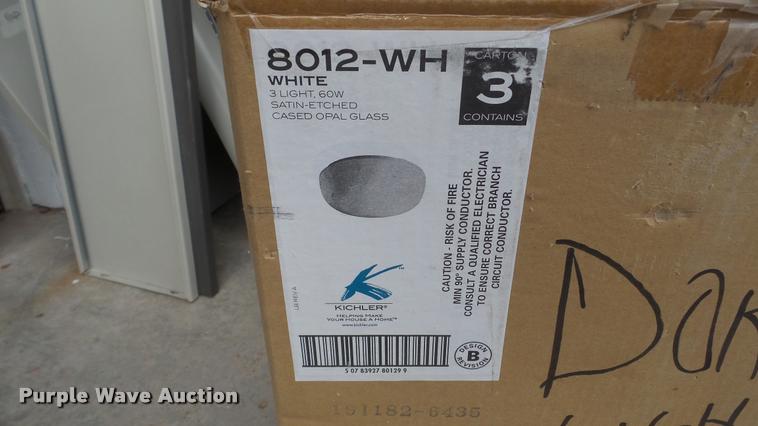 8012-WH
WHITE
3 LIGHT, 60W
SATIN-ETCHED
CASED OPAL GLASS
CARTON
3
CONTAINS
CAUTION - RISK OF FIRE
MIN 90° SUPPLY CONDUCTOR.
CONSULT A QUALIFIED ELECTRICIAN
TO ENSURE CORRECT BRANCH
CIRCUIT CONDUCTOR.
KICHLER®
HELPING MAKE
YOUR HOUSE A HOME™
www.kichler.com
5 07 83927 80129 9
DESIGN
B
REVISION
191182-6435
Purple Wave Auction